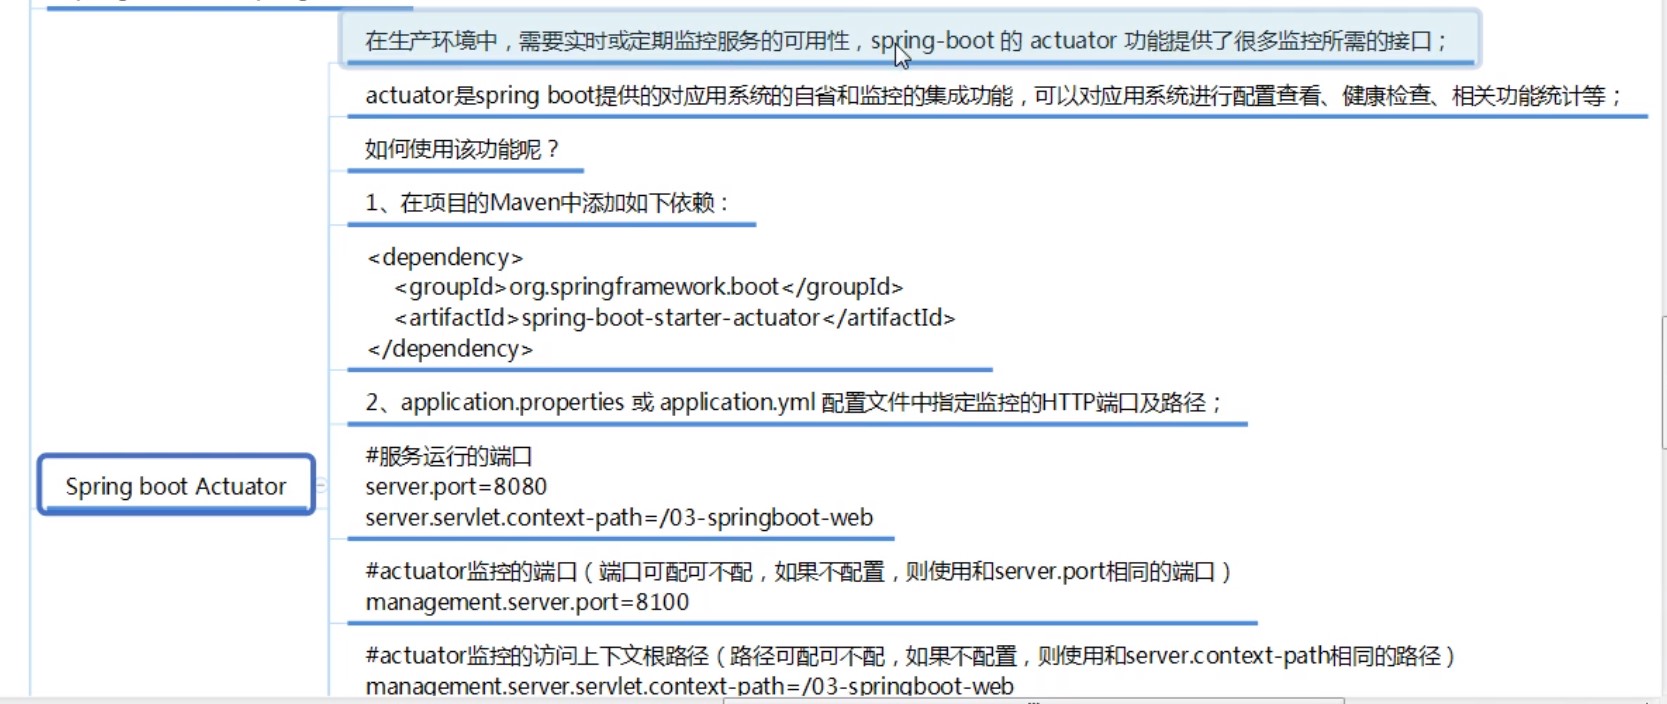 在生产环境中，需要实时或定期监控服务的可用性，spring-boot 的 actuator 功能提供了很多监控所需的接口；
actuator是spring boot提供的对应用系统的自省和监控的集成功能，可以对应用系统进行配置查看、健康检查、相关功能统计等；
如何使用该功能呢？
1、在项目的Maven中添加如下依赖：
<dependency>
<groupId>org.springframework.boot</groupId>
<artifactId>spring-boot-starter-actuator</artifactId>
</dependency>
2、application.properties 或 application.yml 配置文件中指定监控的HTTP端口及路径；
#服务运行的端口
server.port=8080
server.servlet.context-path=/03-springboot-web
Spring boot Actuator
#actuator监控的端口（端口可配可不配，如果不配置，则使用和server.port相同的端口）
management.server.port=8100
#actuator监控的访问上下文根路径（路径可配可不配，如果不配置，则使用和server.context-path相同的路径）
management.server.servlet.context-path=/03-springboot-web